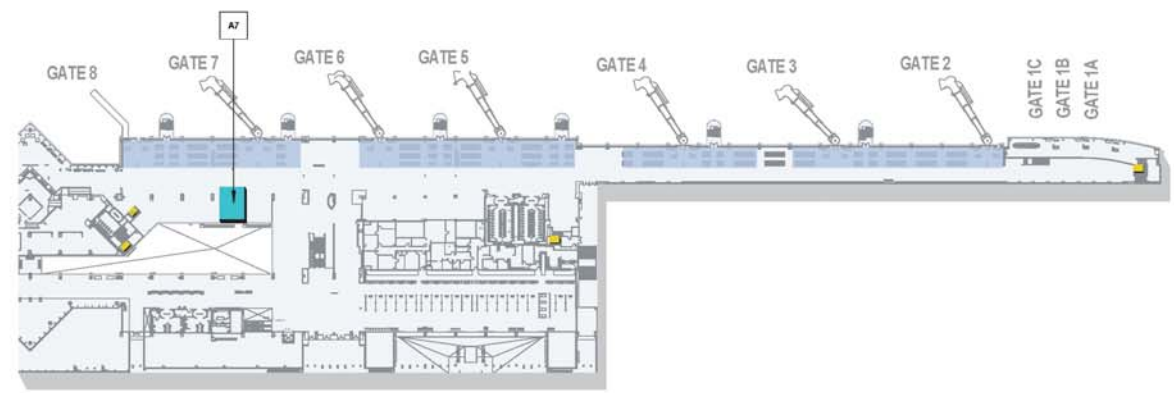 A7
GATE 8
GATE 7
GATE 6
GATE 5
GATE 4
GATE 3
GATE 2
GATE 1C
GATE 1B
GATE 1A